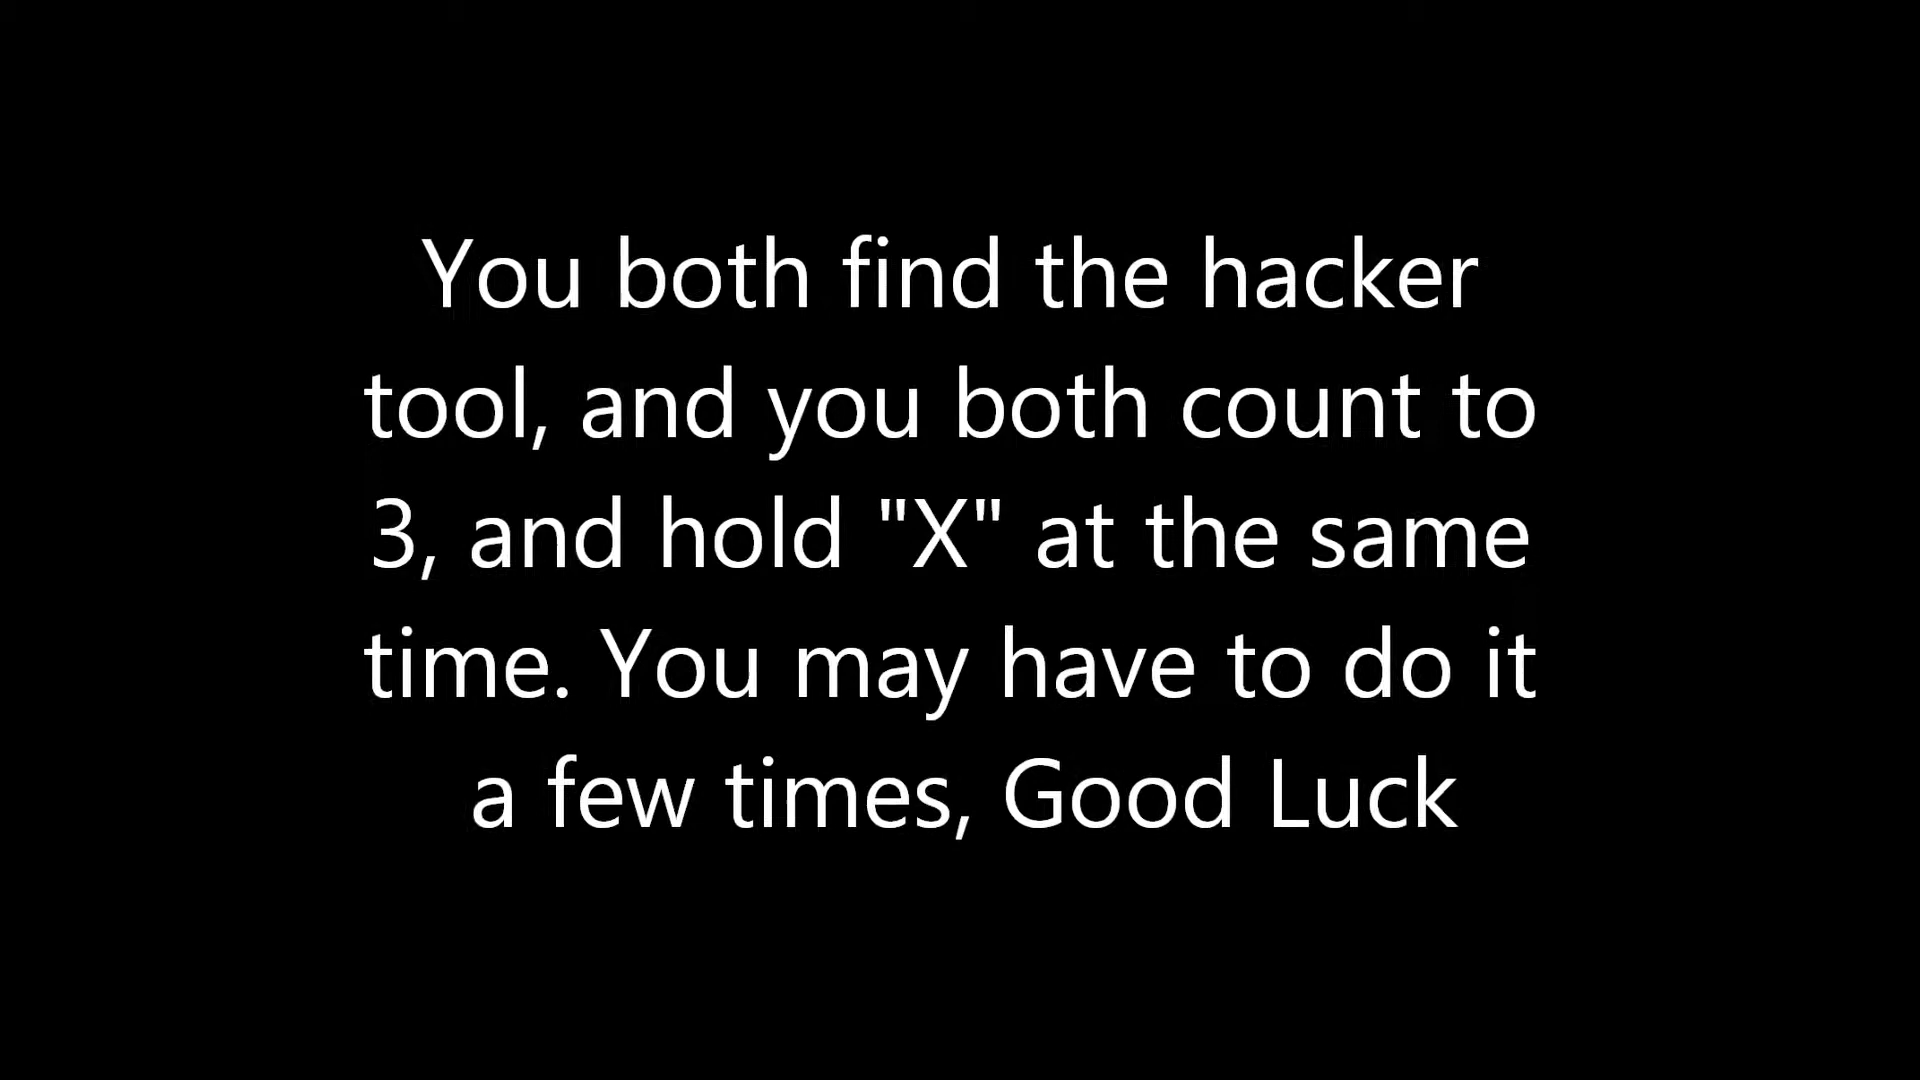 You both find the hacker
tool, and you both count to
3, and hold "X" at the same
time. You may have to do it
a few times, Good Luck